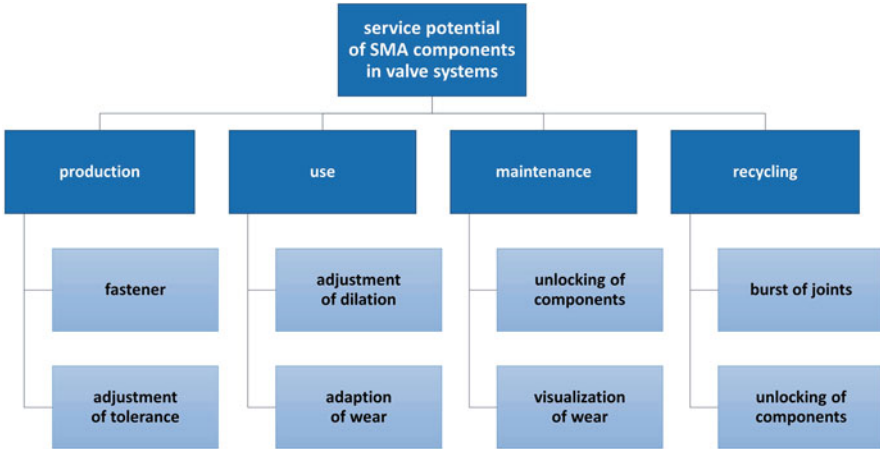 service potential
of SMA components
in valve systems
production
use
maintenance
recycling
fastener
adjustment
of dilation
unlocking of
components
burst of joints
adjustment
of tolerance
adaption
of wear
visualization
of wear
unlocking of
components